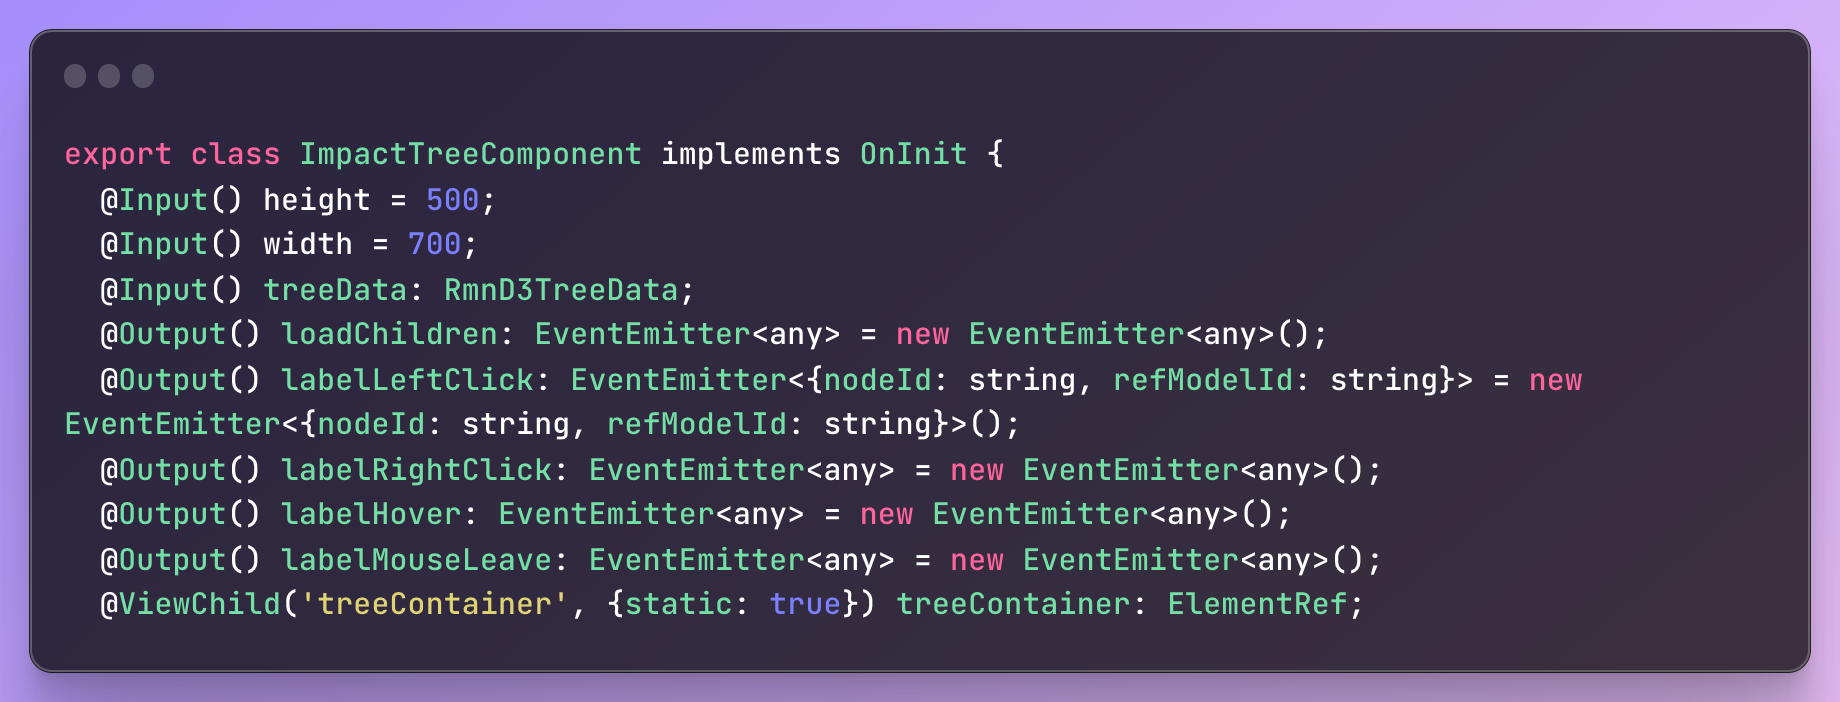 export class ImpactTreeComponent implements OnInit {
  @Input() height = 500;
  @Input() width = 700;
  @Input() treeData: RmnD3TreeData;
  @Output() loadChildren: EventEmitter<any> = new EventEmitter<any>();
  @Output() labelLeftClick: EventEmitter<{nodeId: string, refModelId: string}> = new
EventEmitter<{nodeId: string, refModelId: string}>();
  @Output() labelRightClick: EventEmitter<any> = new EventEmitter<any>();
  @Output() labelHover: EventEmitter<any> = new EventEmitter<any>();
  @Output() labelMouseLeave: EventEmitter<any> = new EventEmitter<any>();
  @ViewChild('treeContainer', {static: true}) treeContainer: ElementRef;